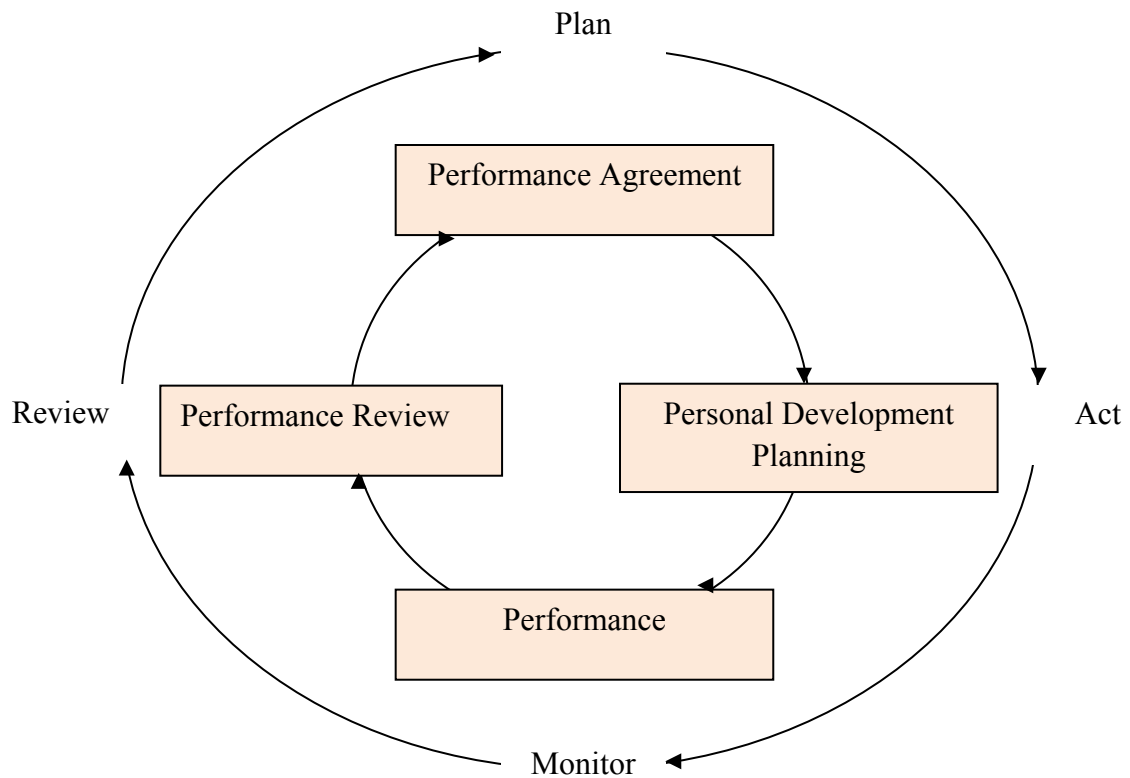 Plan
Performance Agreement
Review
Performance Review
Personal Development
Planning
Act
Performance
Monitor